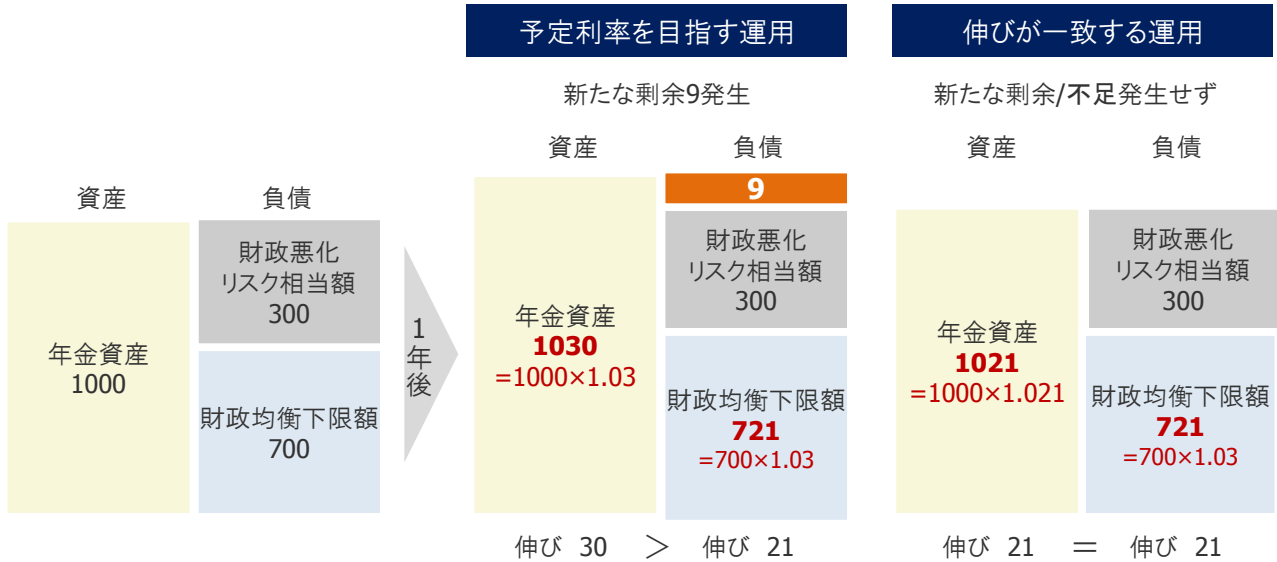 資産
負債
年金資産
1000
財政悪化
リスク相当額
300
財政均衡下限額
700
1
年
後
予定利率を目指す運用
新たな剰余9発生
資産
負債
年金資産
1030
=1000×1.03
9
財政悪化
リスク相当額
300
財政均衡下限額
721
=700×1.03
伸び 30 ＞ 伸び 21
伸びが一致する運用
新たな剰余/不足発生せず
資産
負債
年金資産
1021
=1000×1.021
財政悪化
リスク相当額
300
財政均衡下限額
721
=700×1.03
伸び 21 ＝ 伸び 21